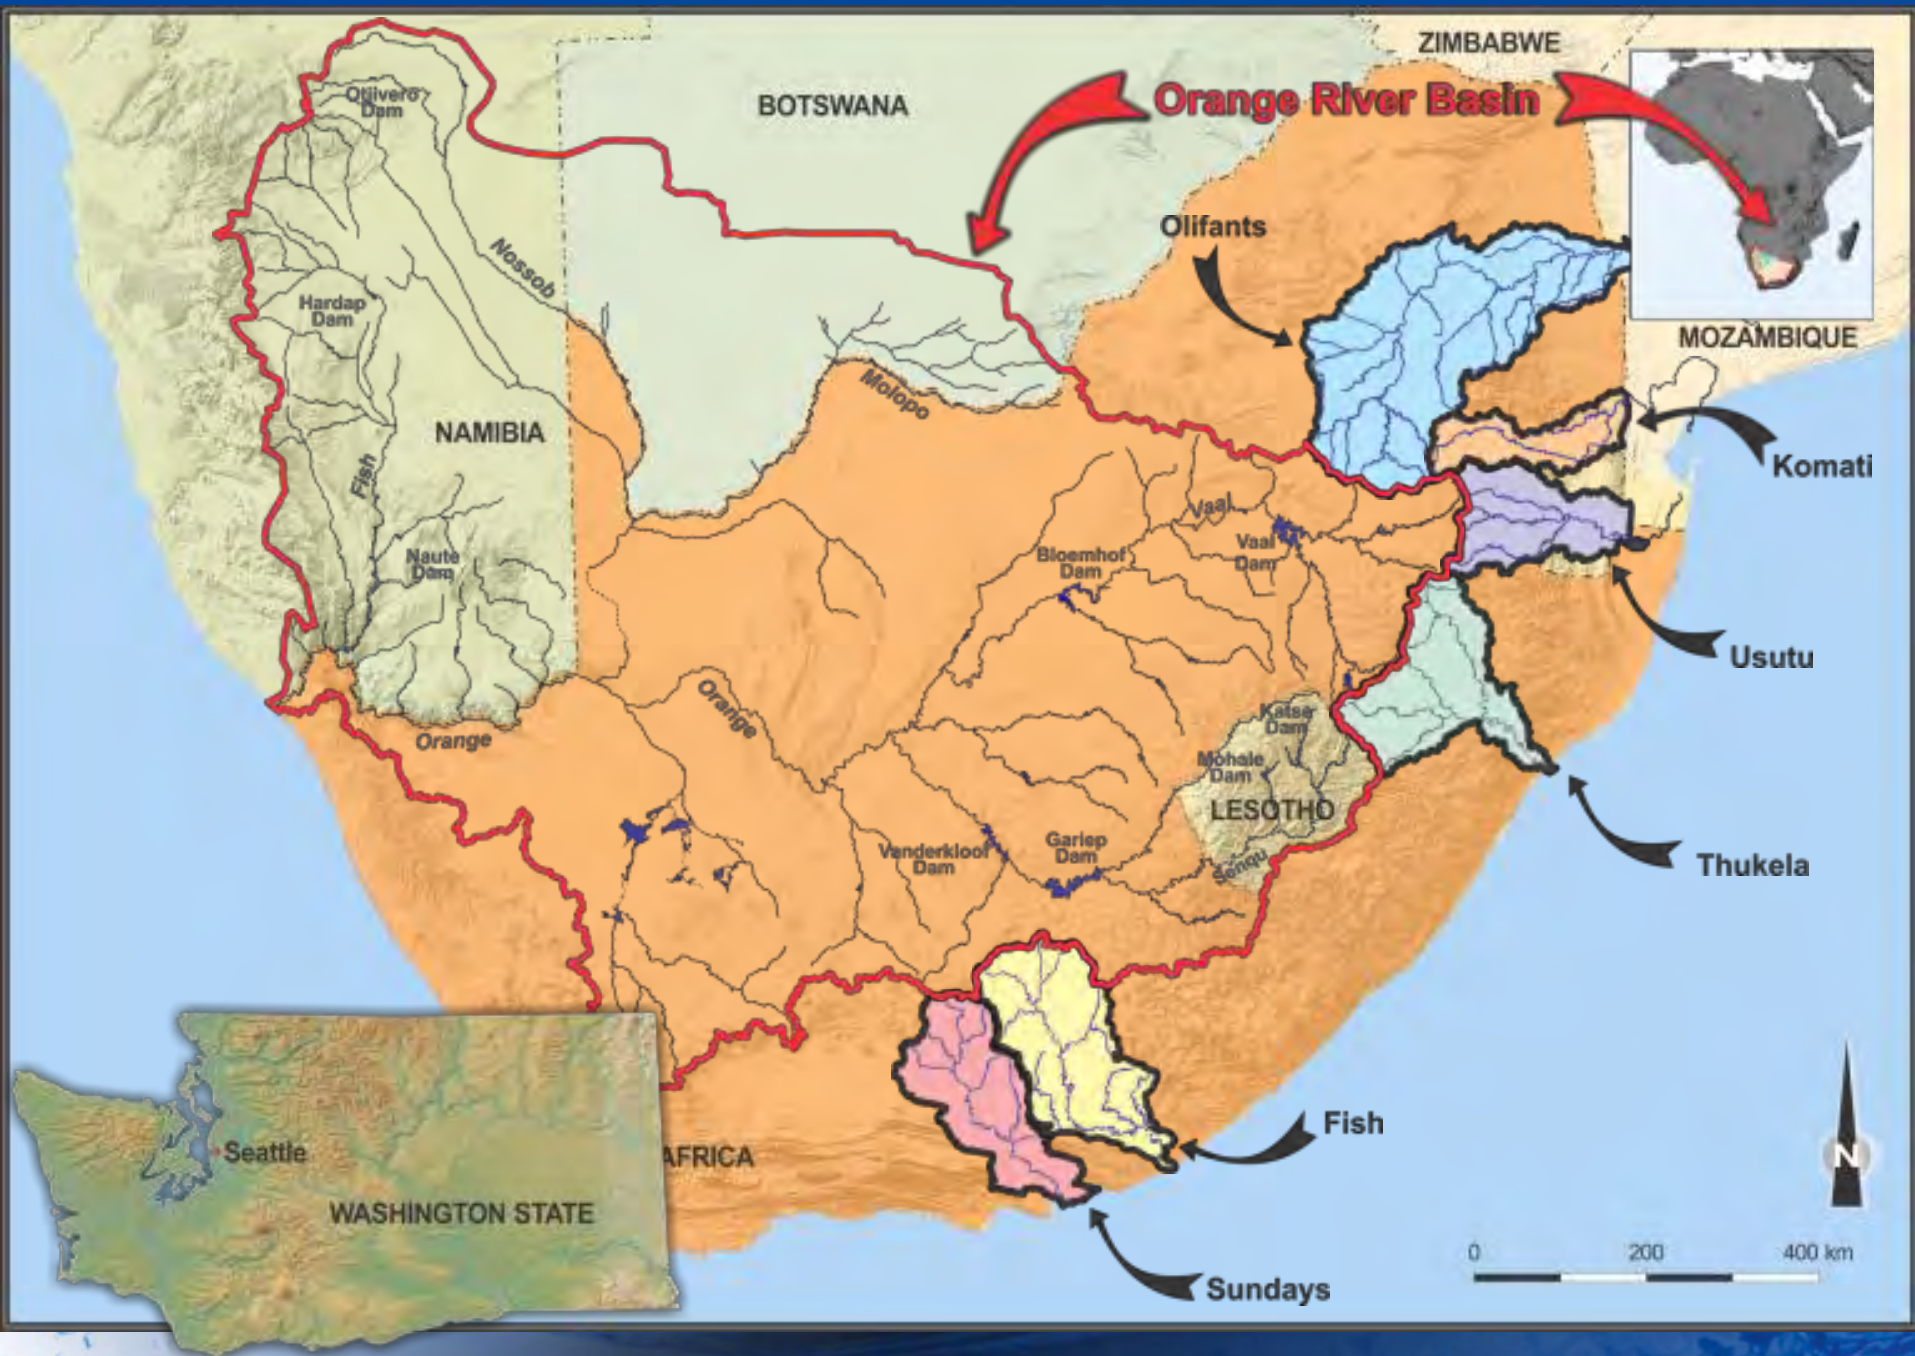 ZIMBABWE
Otjivero
Dam
BOTSWANA
Orange River Basin
Olifants
Nossob
Hardap
Dam
MOZAMBIQUE
Molopo
NAMIBIA
Komati
Fish
Vaal
Vaal
Dam
Bloemhof
Dam
Naute
Dam
Usutu
Orange
Katse
Dam
Orange
Mohale
Dam
LESOTHO
Vanderkloof
Dam
Gariep
Dam
Senqu
Thukela
Fish
Seattle
AFRICA
WASHINGTON STATE
N
0 200 400 km
Sundays